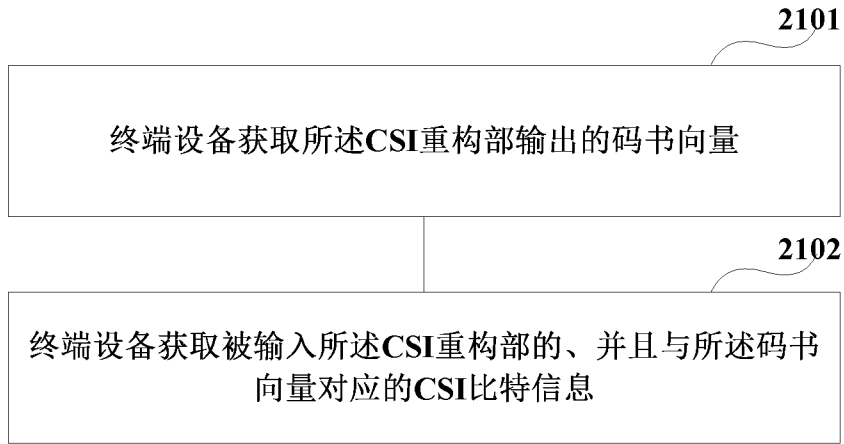 2101
终端设备获取所述CSI重构部输出的码书向量
2102
终端设备获取被输入所述CSI重构部的、并且与所述码书
向量对应的CSI比特信息